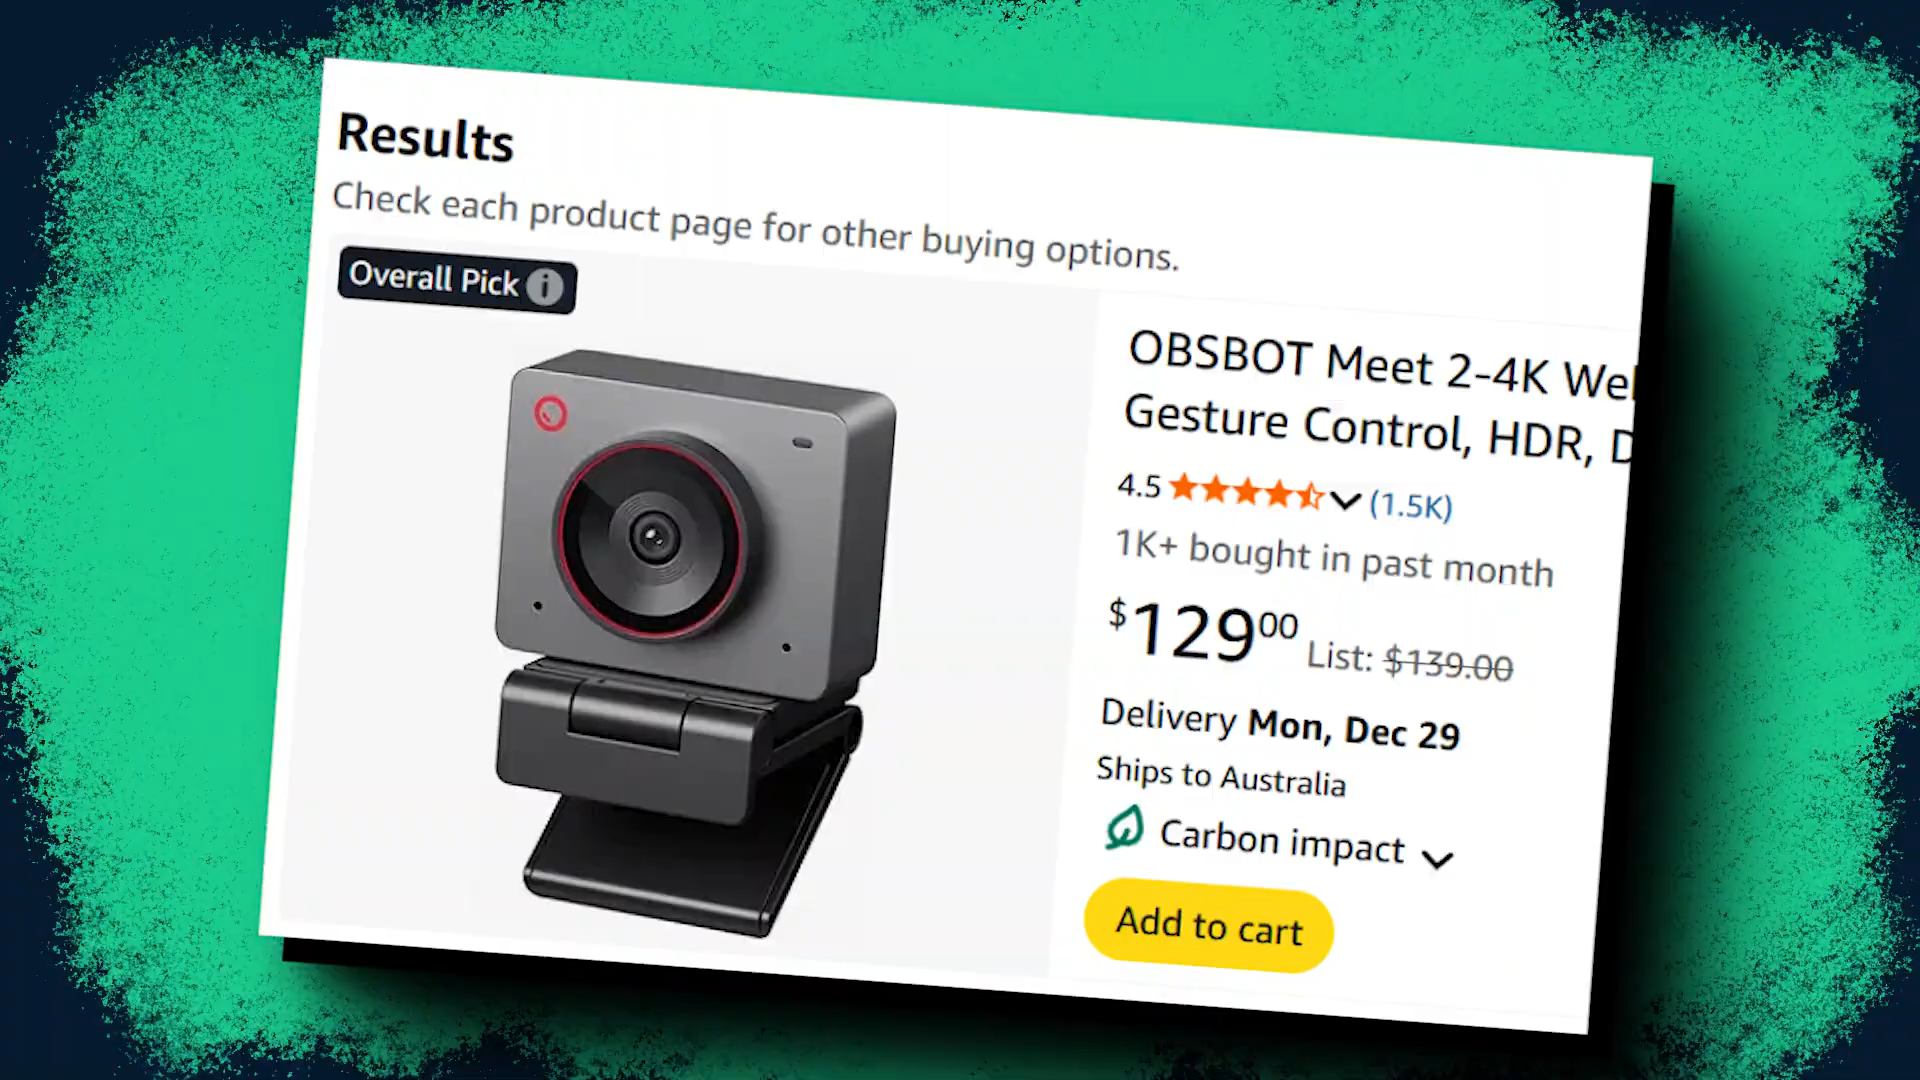 Results
Check each product page for other buying options.
Overall Pick
OBSBOT Meet 2-4K
Gesture Control, HDR,
4.5 (1.5K)
1K+ bought in past month
$129.00 List: $139.00
Delivery Mon, Dec 29
Ships to Australia
Carbon impact
Add to cart